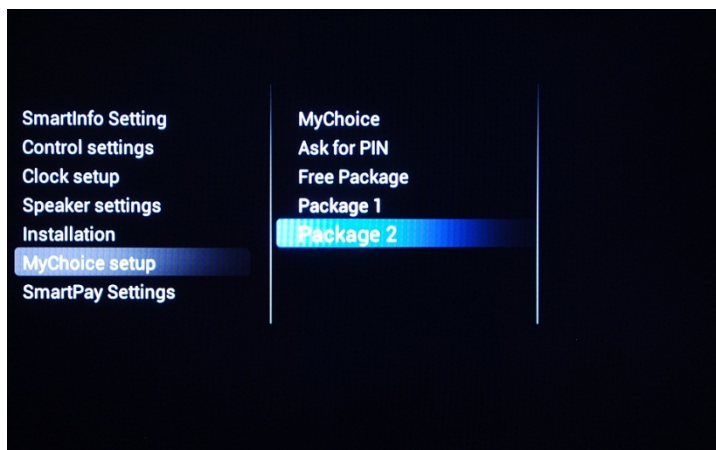 SmartInfo Setting
Control settings
Clock setup
Speaker settings
Installation
MyChoice setup
SmartPay Settings
MyChoice
Ask for PIN
Free Package
Package 1
Package 2